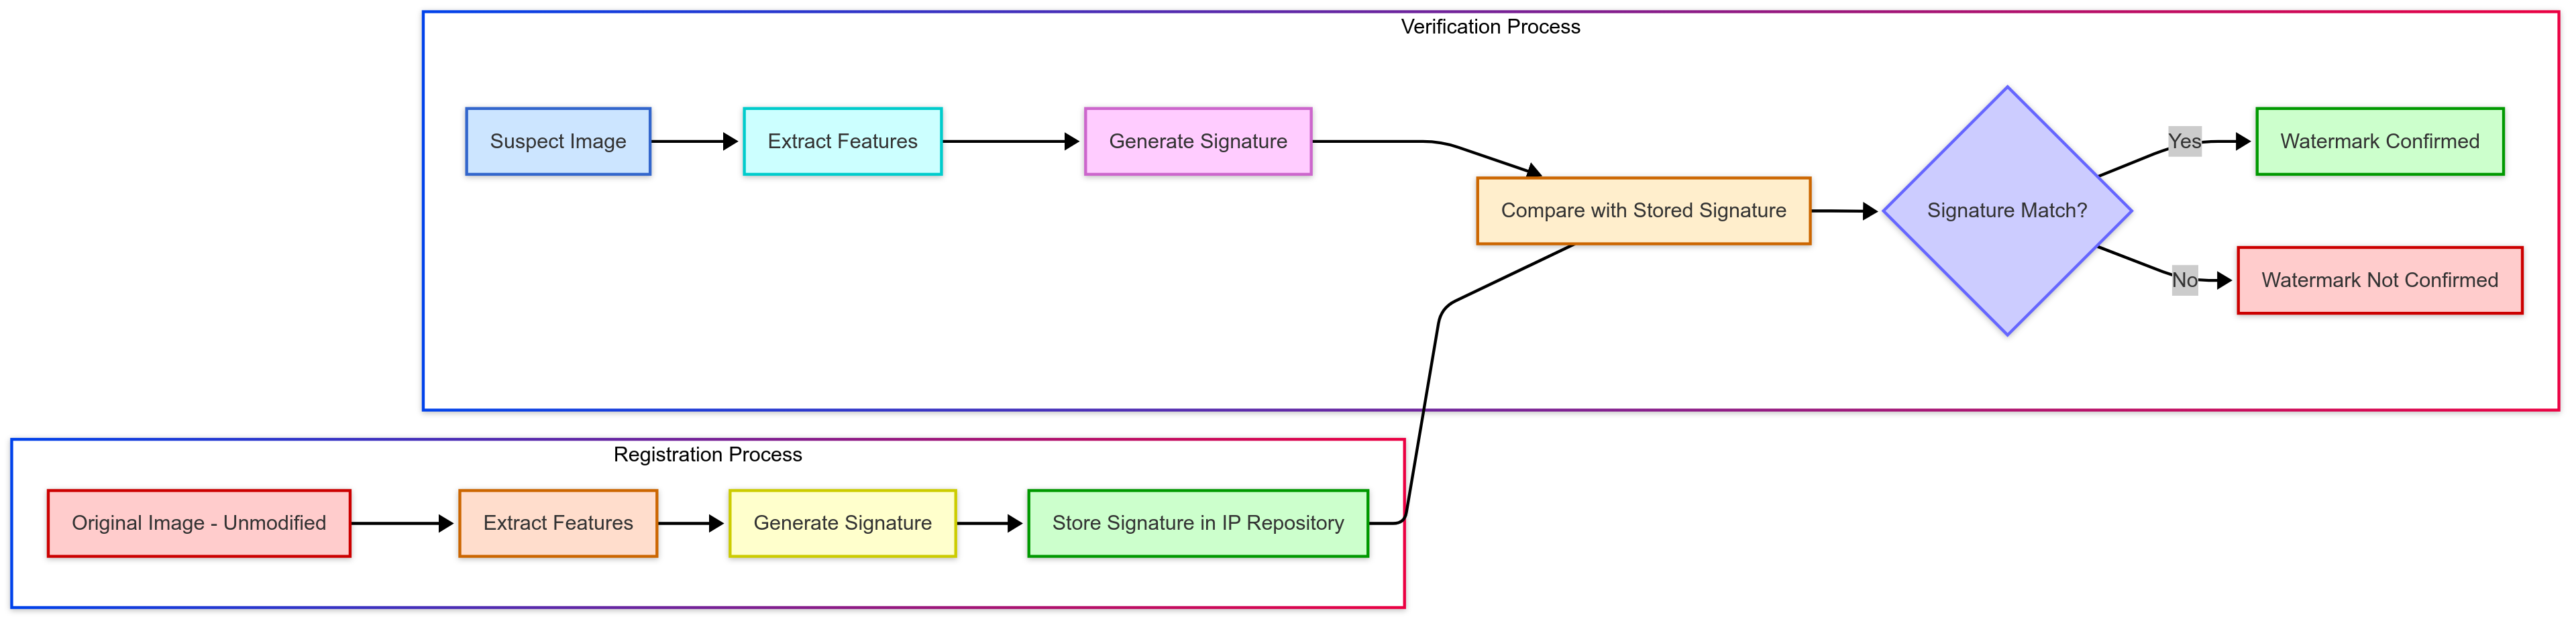 Verification Process
Suspect Image
Extract Features
Generate Signature
Compare with Stored Signature
Signature Match?
Yes
Watermark Confirmed
No
Watermark Not Confirmed
Registration Process
Original Image - Unmodified
Extract Features
Generate Signature
Store Signature in IP Repository